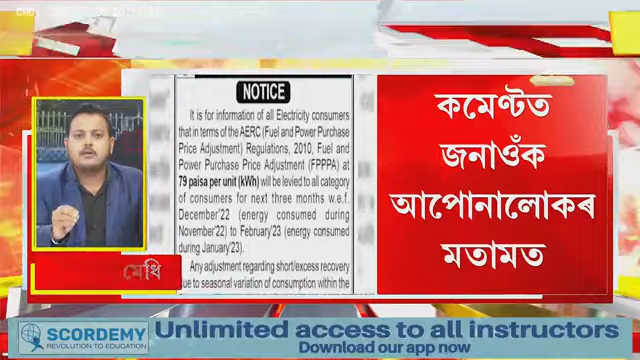 NOTICE
It is for information of all Electricity consumers
that in terms of the AERC (Fuel and Power Purchase
Price Adjustment) Regulations, 2010, Fuel and
Power Purchase Price Adjustment (FPPPA) at
79 paisa per unit (kWh) will be levied to all category
of consumers for next three months w.e.f.
December'22 (energy consumed during
November'22) to February'23 (energy consumed
during January'23).
Any adjustment regarding short/excess recovery
due to seasonal variation of consumption within the
কমেণ্টত
জনাওঁক
আপোনালোকৰ
মতামত
মেধি
SCORDEMY
REVOLUTION TO EDUCATION
Unlimited access to all instructors
Download our app now